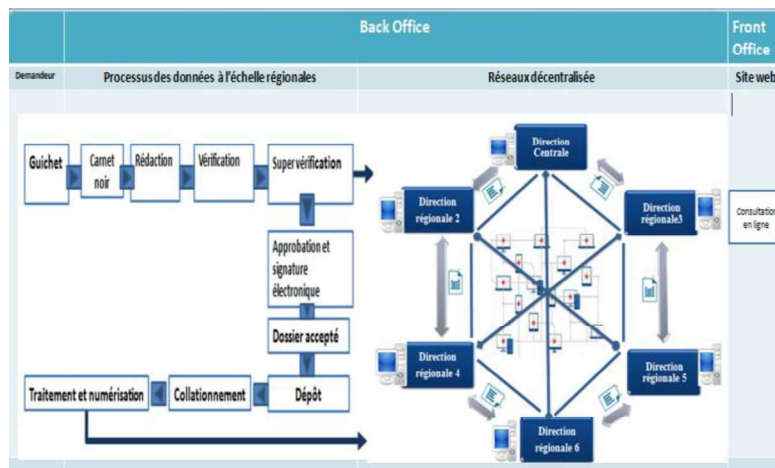 Back Office
Front
Office
Demandeur
Processus des données à l'échelle régionales
Réseaux décentralisée
Site web
Guichet
Carnet
noir
Rédaction
Vérification
Supervérification
Approbation et
signature
électronique
Dossier accepté
Dépôt
Collationnement
Traitement et numérisation
Direction
Centrale
Direction
régionale 2
Direction
régionale3
Direction
régionale 4
Direction
régionale 5
Direction
régionale 6
Consultation
en ligne